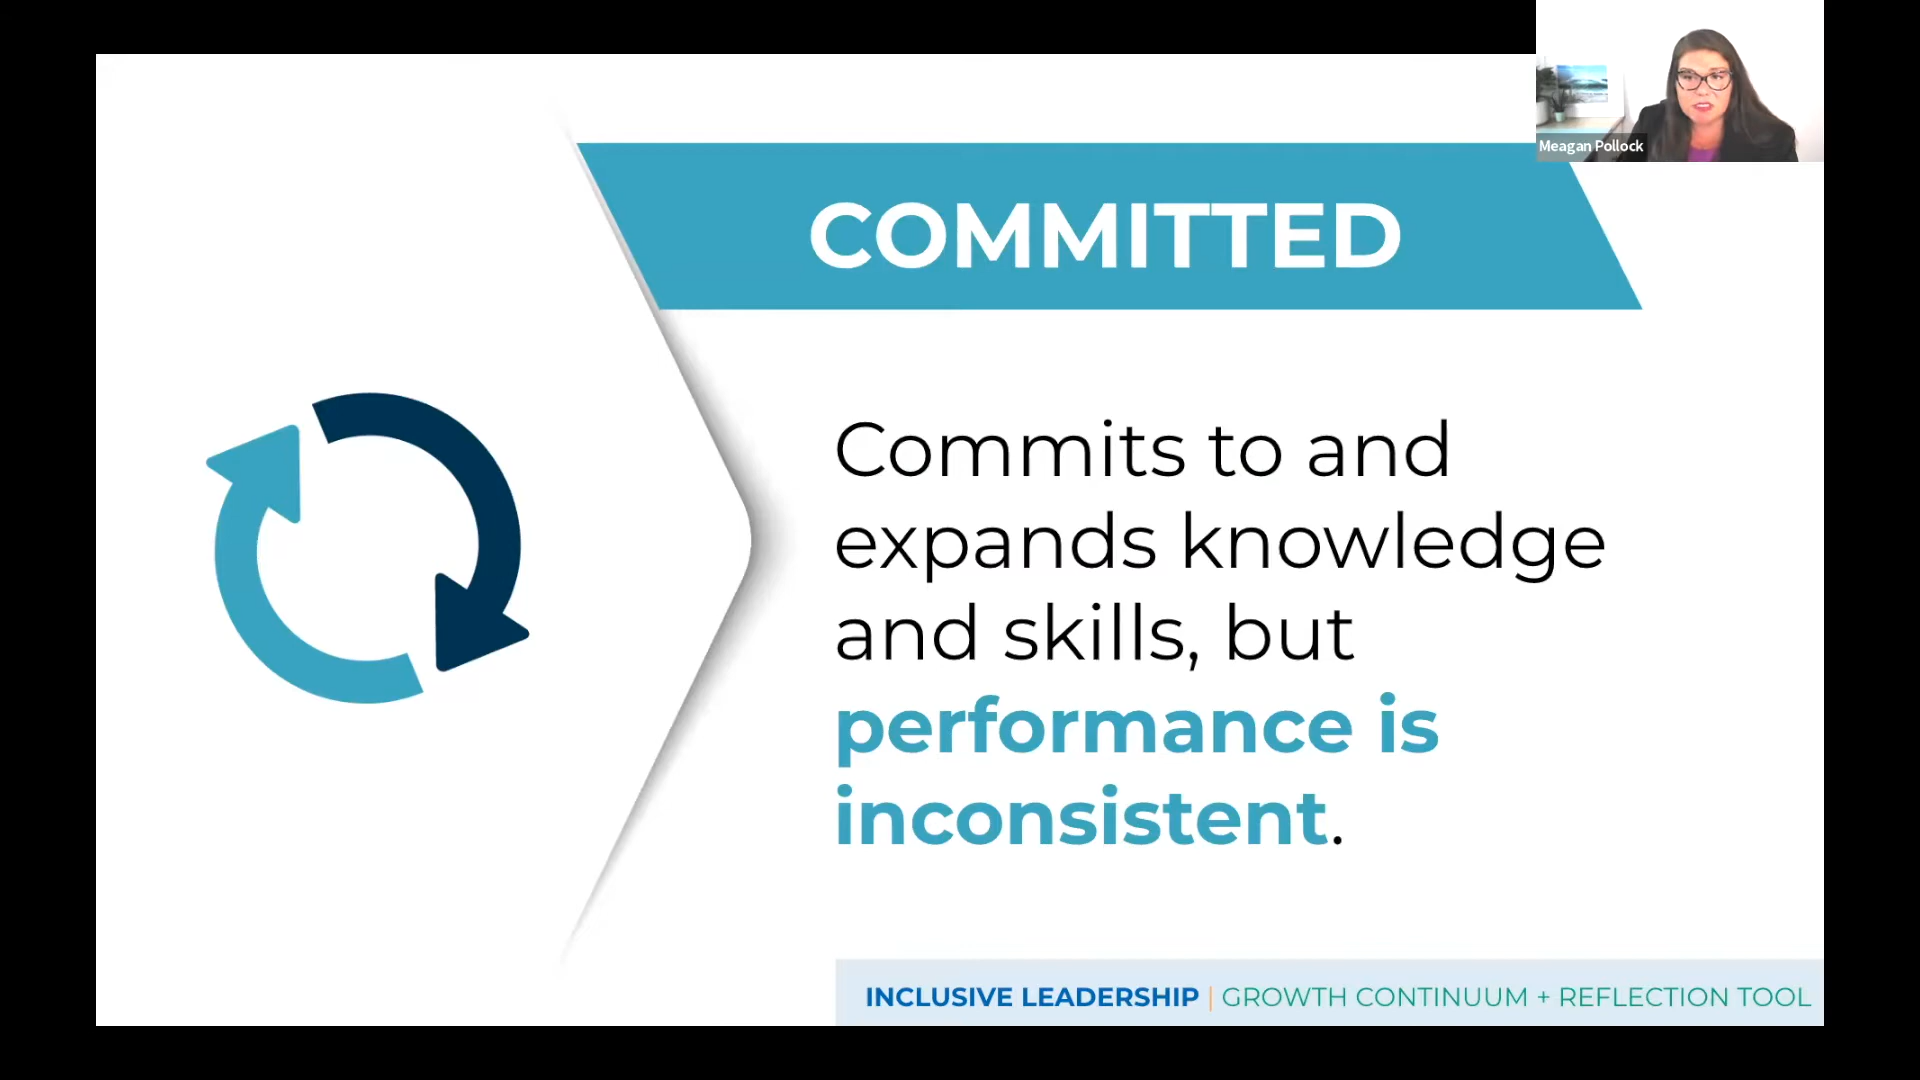 Meagan Pollock
COMMITTED
Commits to and
expands knowledge
and skills, but
performance is
inconsistent.
INCLUSIVE LEADERSHIP | GROWTH CONTINUUM + REFLECTION TOOL